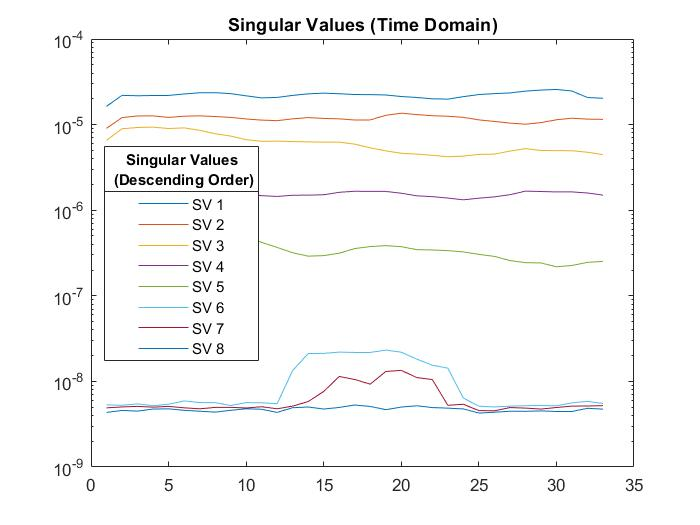 Singular Values (Time Domain)
10-4
10-5
10-6
10-7
10-8
10-9
Singular Values
(Descending Order)
SV 1
SV 2
SV 3
SV 4
SV 5
SV 6
SV 7
SV 8
0 5 10 15 20 25 30 35